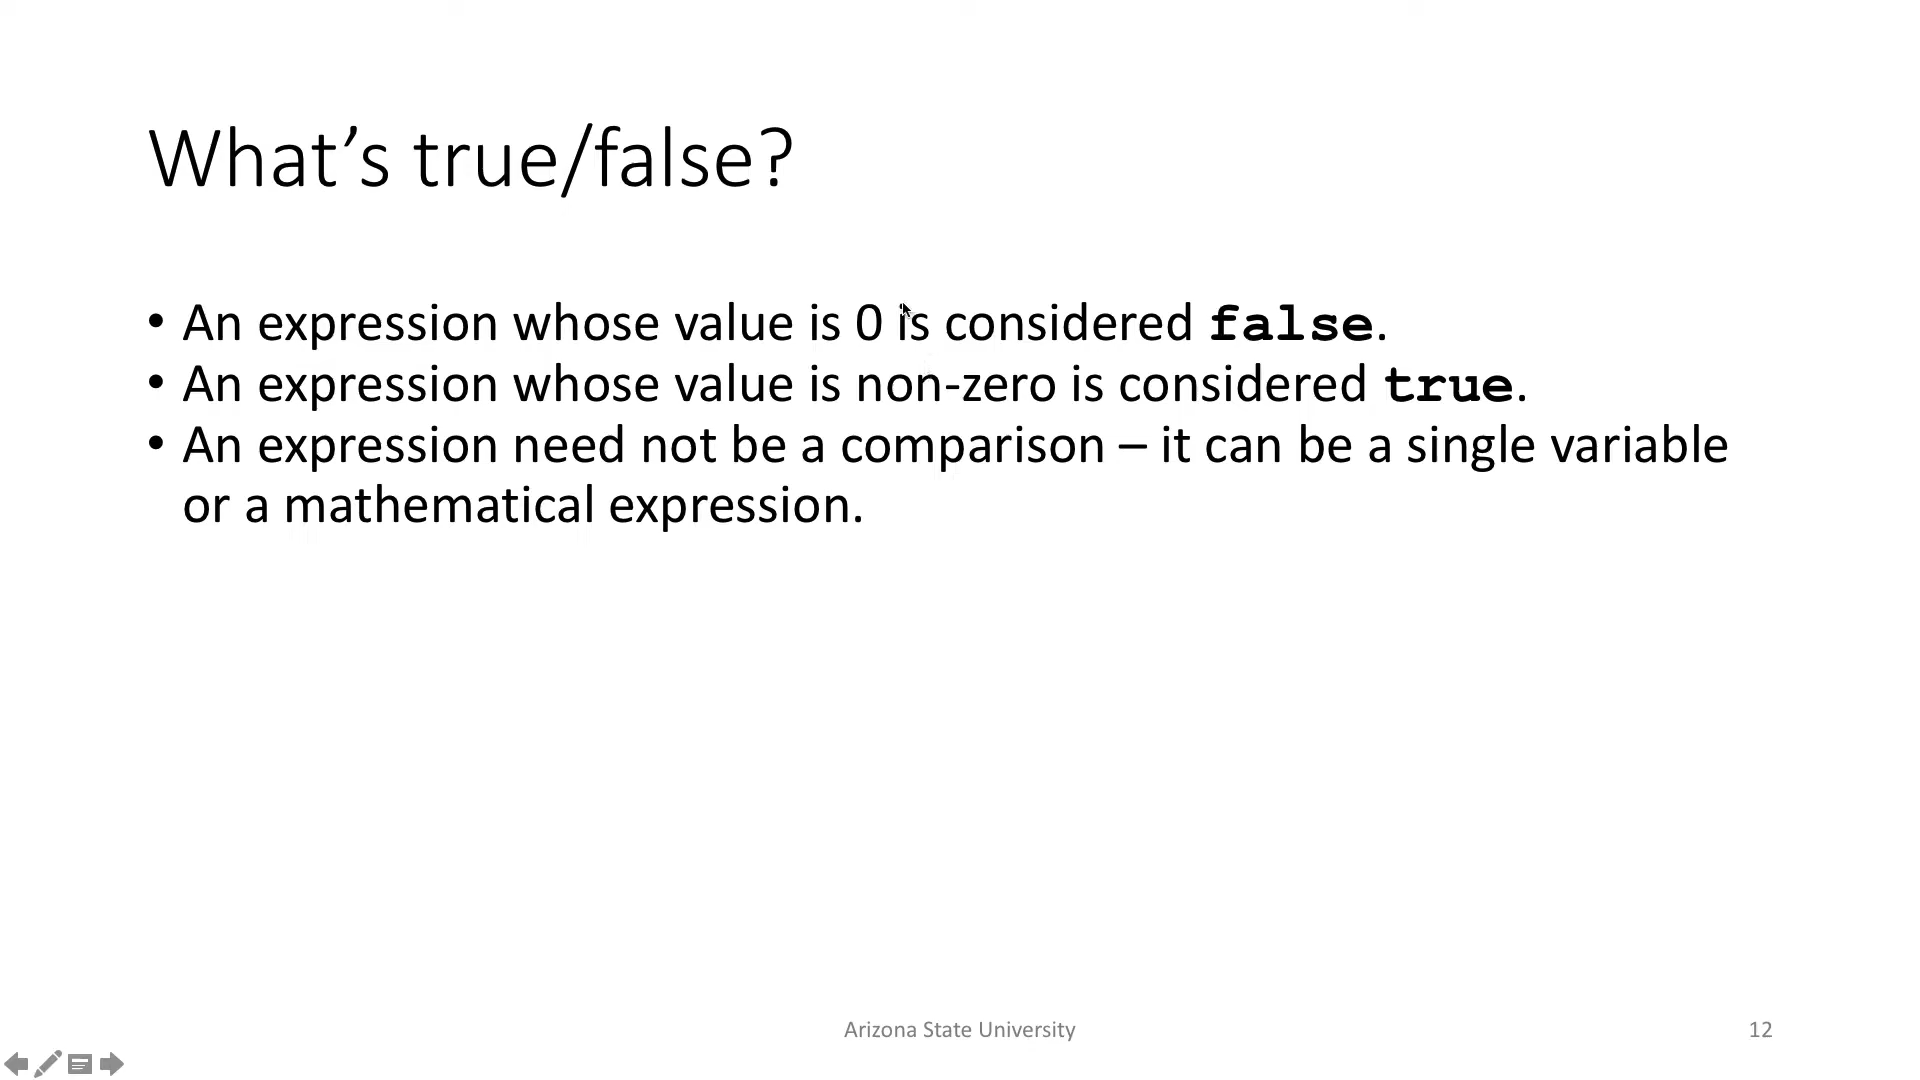 What’s true/false?
• An expression whose value is 0 is considered false.
• An expression whose value is non-zero is considered true.
• An expression need not be a comparison – it can be a single variable
or a mathematical expression.
Arizona State University
12